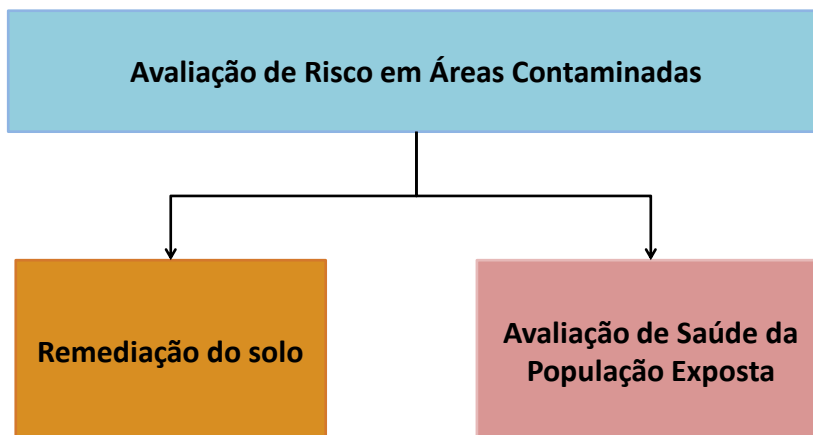 Avaliação de Risco em Áreas Contaminadas
Remediação do solo
Avaliação de Saúde da
População Exposta